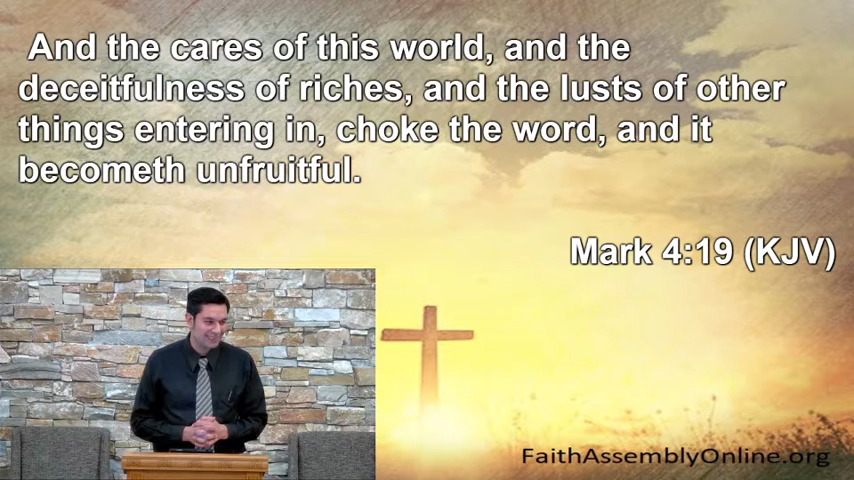 And the cares of this world, and the
deceitfulness of riches, and the lusts of other
things entering in, choke the word, and it
becometh unfruitful.
Mark 4:19 (KJV)
FaithAssemblyOnline.org